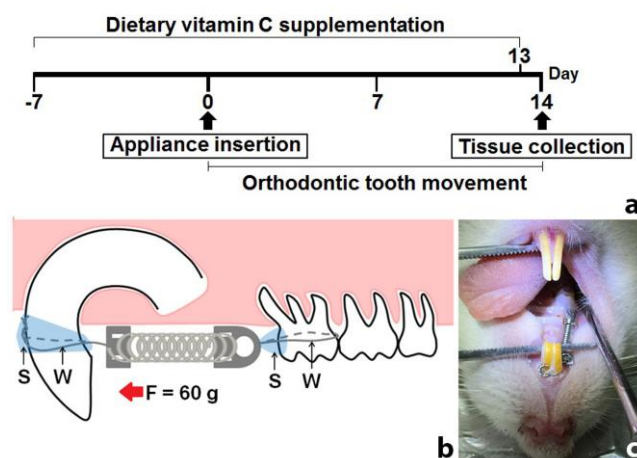 Dietary vitamin C supplementation
13
Day
-7 0 7 14
Appliance insertion Tissue collection
Orthodontic tooth movement
a
S W W S
F = 60 g
b c